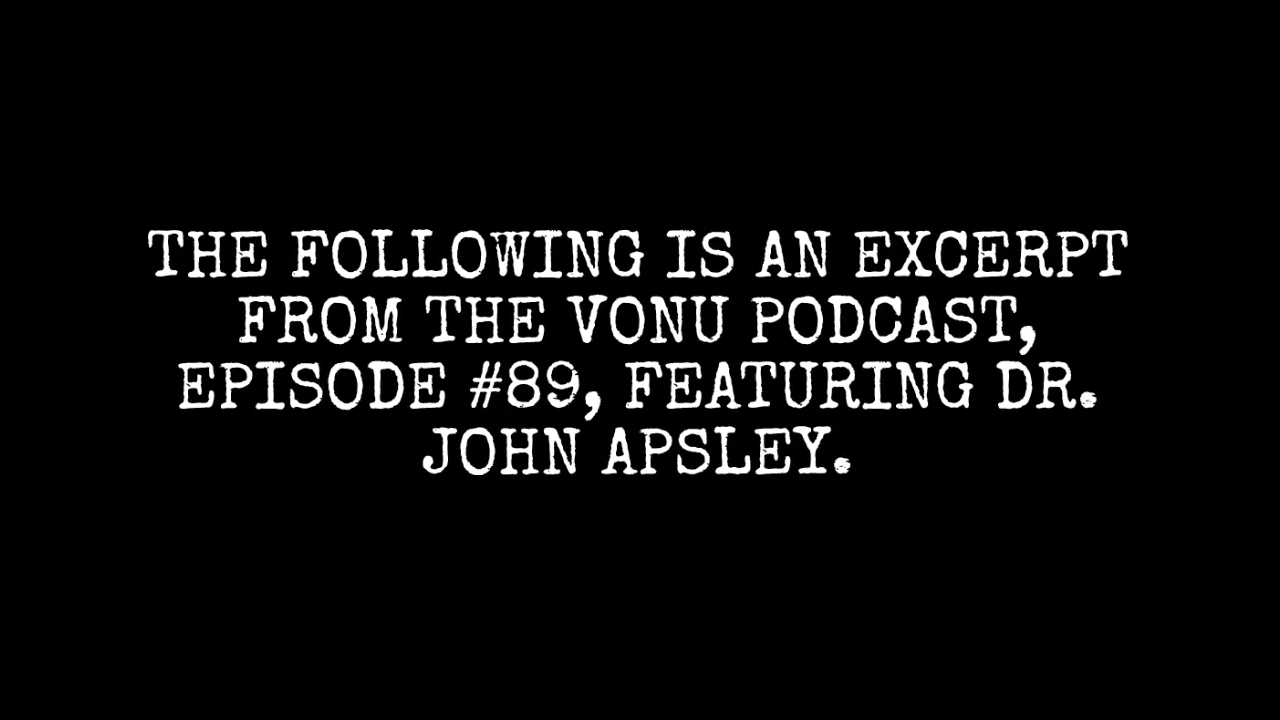 THE FOLLOWING IS AN EXCERPT
FROM THE VONU PODCAST,
EPISODE #89, FEATURING DR.
JOHN APSLEY.